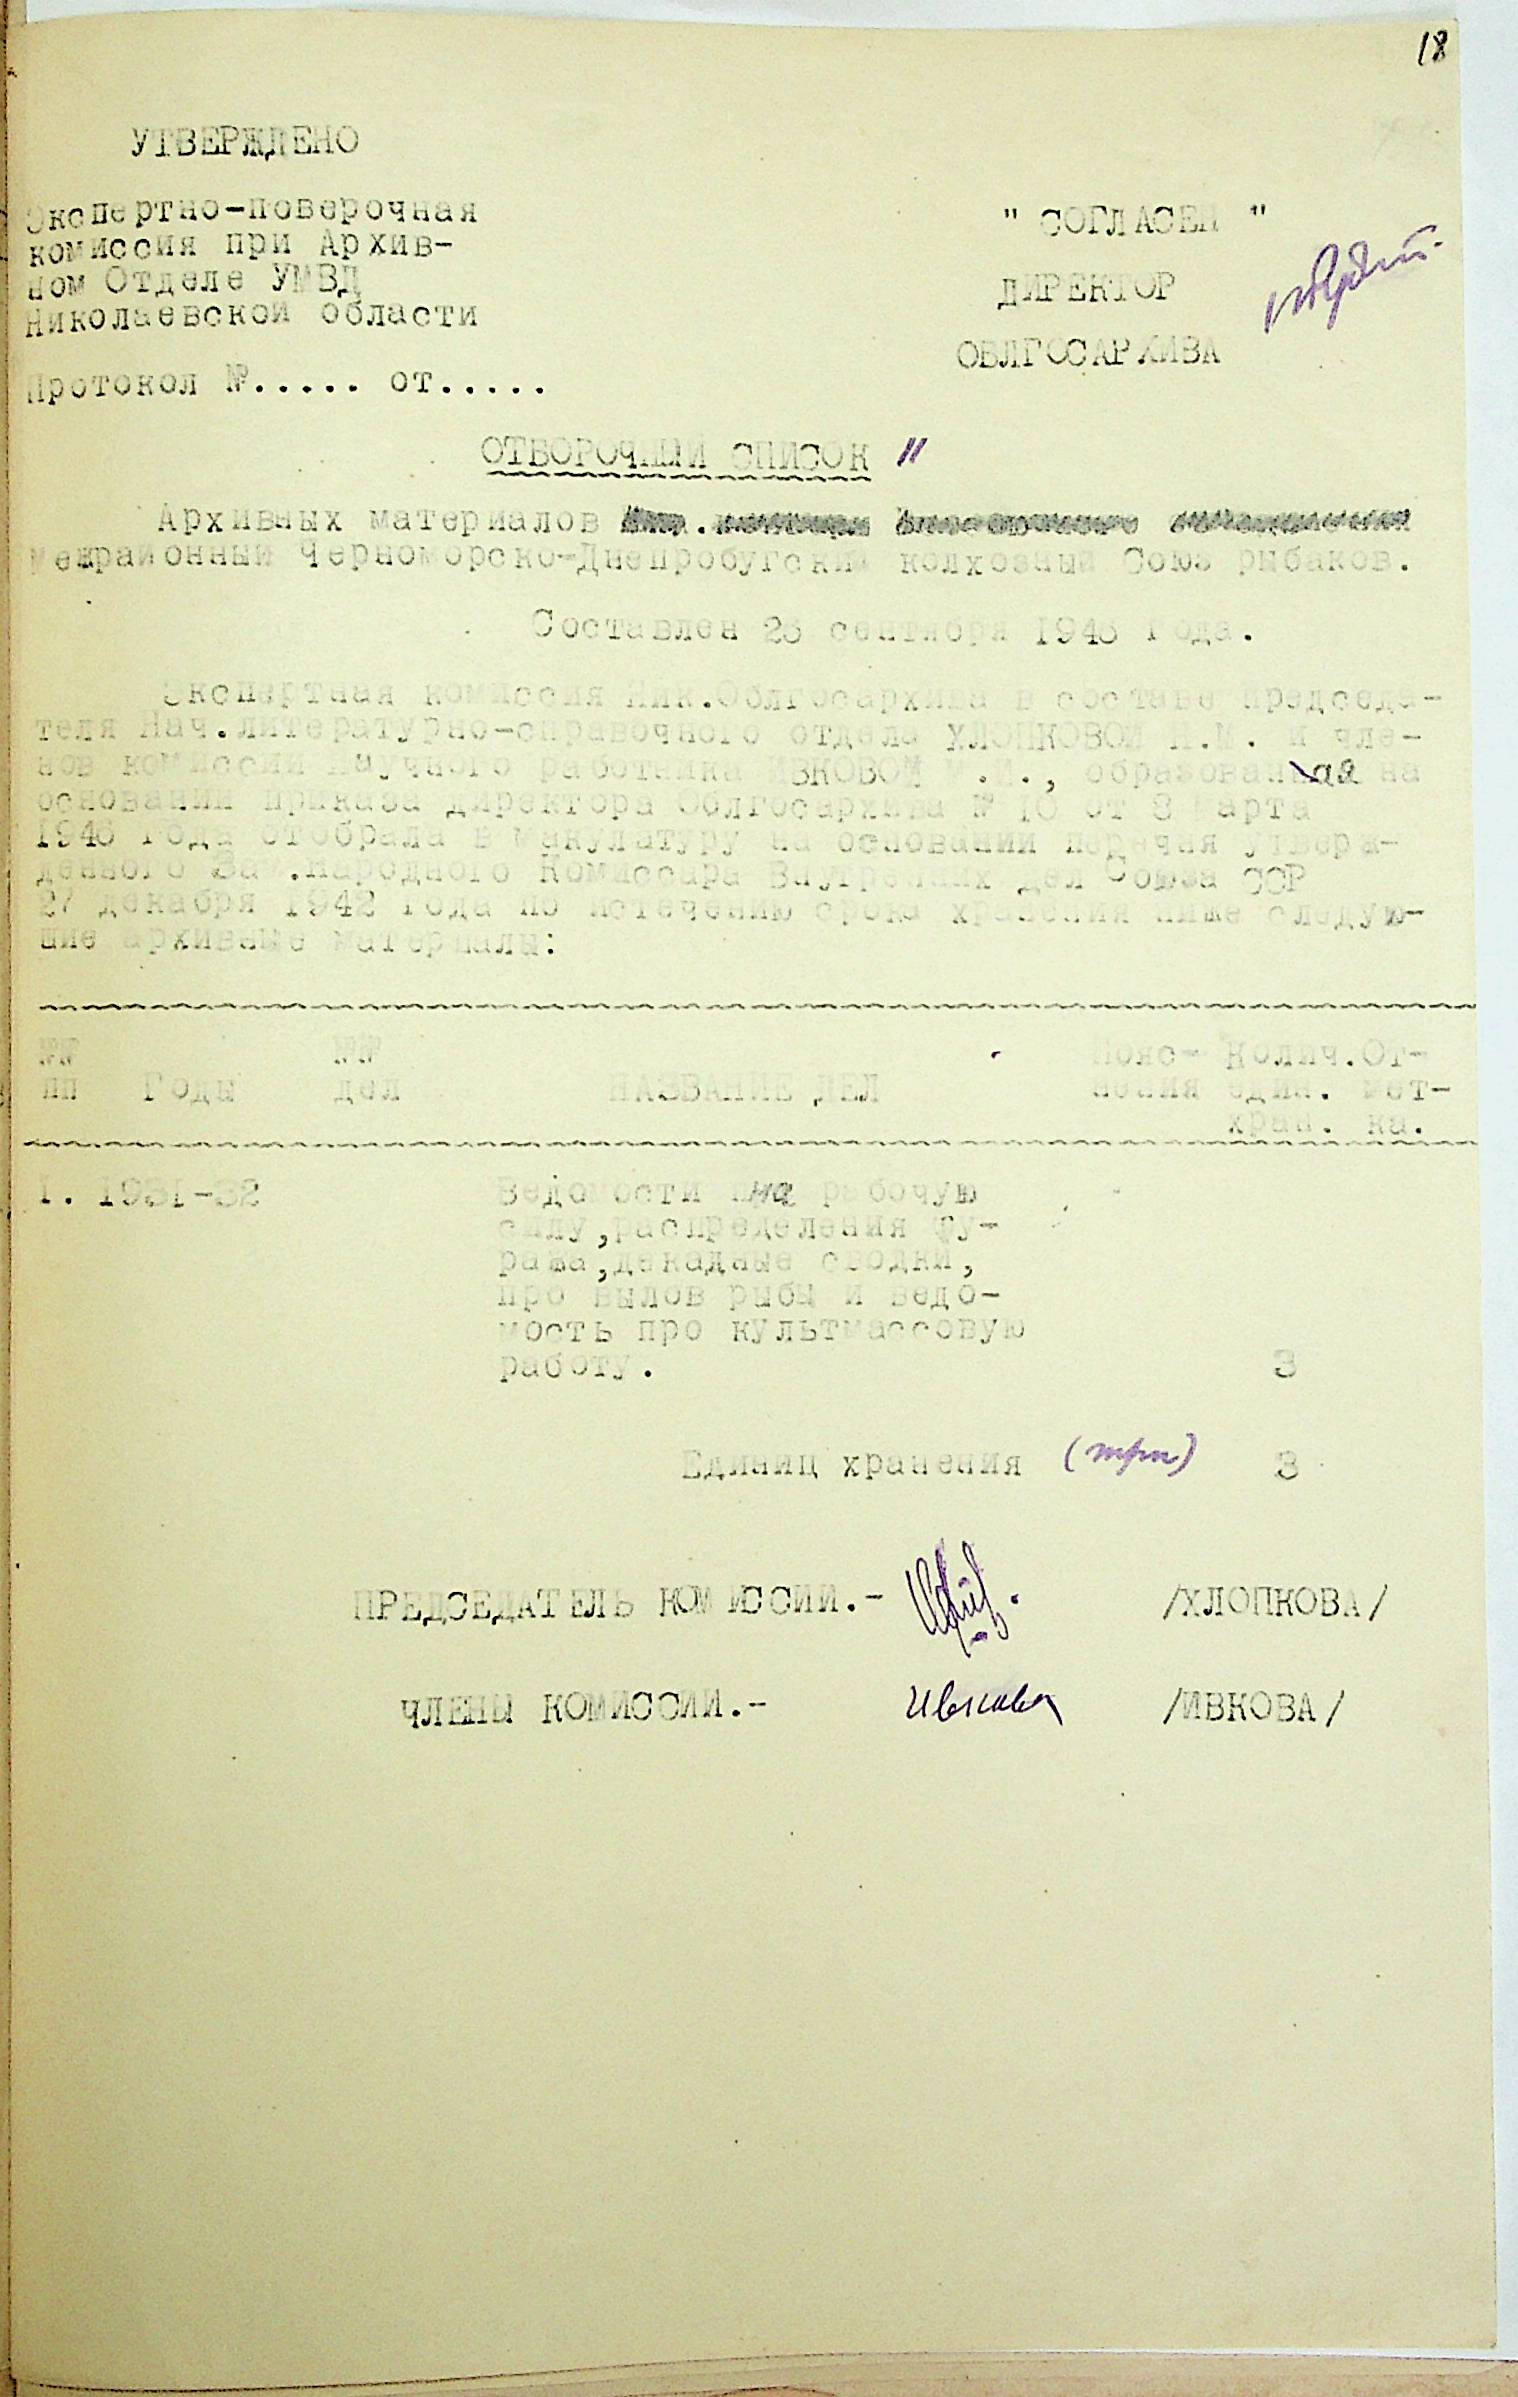 18
УТВЕРЖДЕНО
Экспертно-поверочная
комиссия при Архив-
ном Отделе УМВД
Николаевской области
Протокол №..... от.....
" СОГЛАСЕН "
ДИРЕКТОР
ОБЛГОСАРХИВА
ОТБОРОЧНЫЙ СПИСОК "
Архивных материалов
межрайонный Черноморско-Днепробугский колхозный Союз рыбаков.
Составлен 26 сентября 1946 года.
Экспертная комиссия Ник.Облгосархива в составе председа-
теля Нач.литературно-справочного отдела ХЛОПКОВОЙ М. и чле-
нов комиссии научного работника ИВКОВОЙ М.И., образованная на
основании приказа директора Облгосархива № 10 от 8 марта
1946 года отобрала в макулатуру на основании перечня утверж-
денного Зам.Народного Комиссара Внутренних дел Союза ССР
27 декабря 1942 года по истечению срока хранения ниже следую-
щие архивные материалы:
№№ №№ Пояс- Колич.От-
пп Годы дел НАЗВАНИЕ ДЕЛ нения един. мет-
хран. ка.
1. 1931-32 Ведомости на рабочую
силу,распределения фу-
ража,декадные сводки,
про вылов рыбы и ведо-
мость про культмассовую
работу. 3
Единиц хранения (три) 3
ПРЕДСЕДАТЕЛЬ КОМИССИИ.- /ХЛОПКОВА/
ЧЛЕНЫ КОМИССИИ.- Ивкова /ИВКОВА/